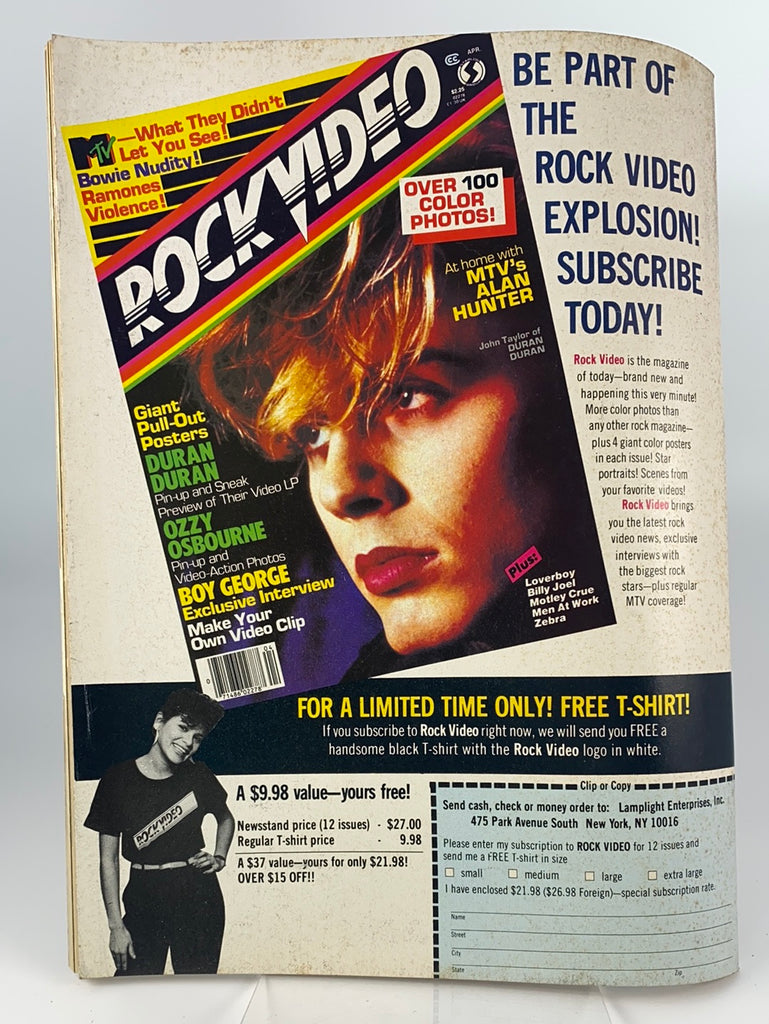 MTV —What They Didn't
Let You See!
Bowie Nudity!
Ramones
Violence!
ROCK VIDEO
CC
APR.
$2.25
OVER 100
COLOR
PHOTOS!
At home with
MTV's
ALAN
HUNTER
John Taylor of
DURAN
DURAN
Giant
Pull-Out
Posters
DURAN
DURAN
Pin-up and Sneak
Preview of Their Video LP
OZZY
OSBOURNE
Pin-up and
Video-Action Photos
BOY GEORGE
Exclusive Interview
Make Your
Own Video Clip
Plus:
Loverboy
Billy Joel
Motley Crue
Men At Work
Zebra
04
0 71486 02278
BE PART OF
THE
ROCK VIDEO
EXPLOSION!
SUBSCRIBE
TODAY!
Rock Video is the magazine
of today—brand new and
happening this very minute!
More color photos than
any other rock magazine—
plus 4 giant color posters
in each issue! Star
portraits! Scenes from
your favorite videos!
Rock Video brings
you the latest rock
video news, exclusive
interviews with
the biggest rock
stars—plus regular
MTV coverage!
FOR A LIMITED TIME ONLY! FREE T-SHIRT!
If you subscribe to Rock Video right now, we will send you FREE a
handsome black T-shirt with the Rock Video logo in white.
ROCK VIDEO
A $9.98 value—yours free!
Newsstand price (12 issues) - $27.00
Regular T-shirt price - 9.98
A $37 value—yours for only $21.98!
OVER $15 OFF!!
Clip or Copy
Send cash, check or money order to: Lamplight Enterprises, Inc.
475 Park Avenue South New York, NY 10016
Please enter my subscription to ROCK VIDEO for 12 issues and
send me a FREE T-shirt in size
small medium large extra large
I have enclosed $21.98 ($26.98 Foreign)—special subscription rate.
Name
Street
City
State Zip